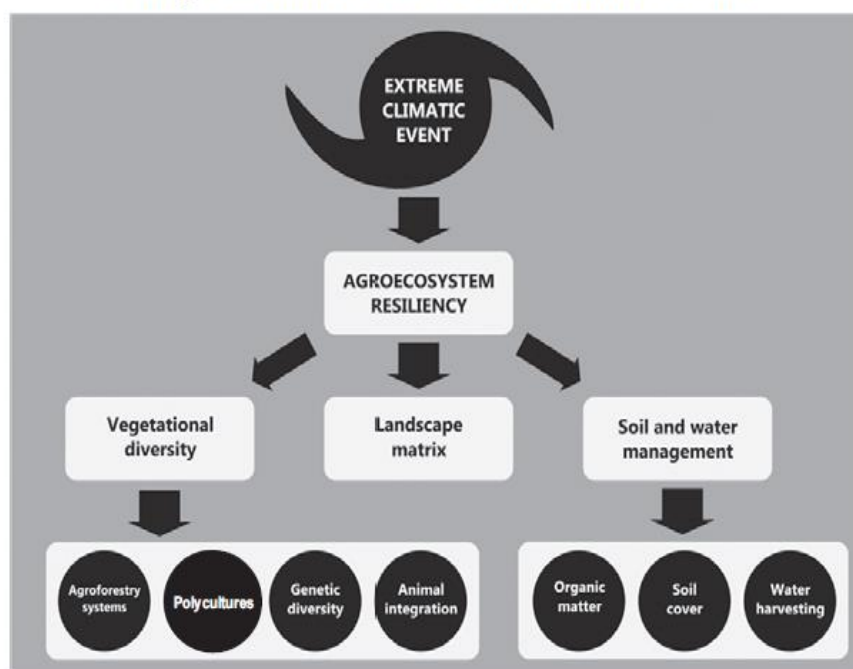 EXTREME
CLIMATIC
EVENT
AGROECOSYSTEM
RESILIENCY
Vegetational
diversity
Landscape
matrix
Soil and water
management
Agroforestry
systems
Polycultures
Genetic
diversity
Animal
integration
Organic
matter
Soil
cover
Water
harvesting